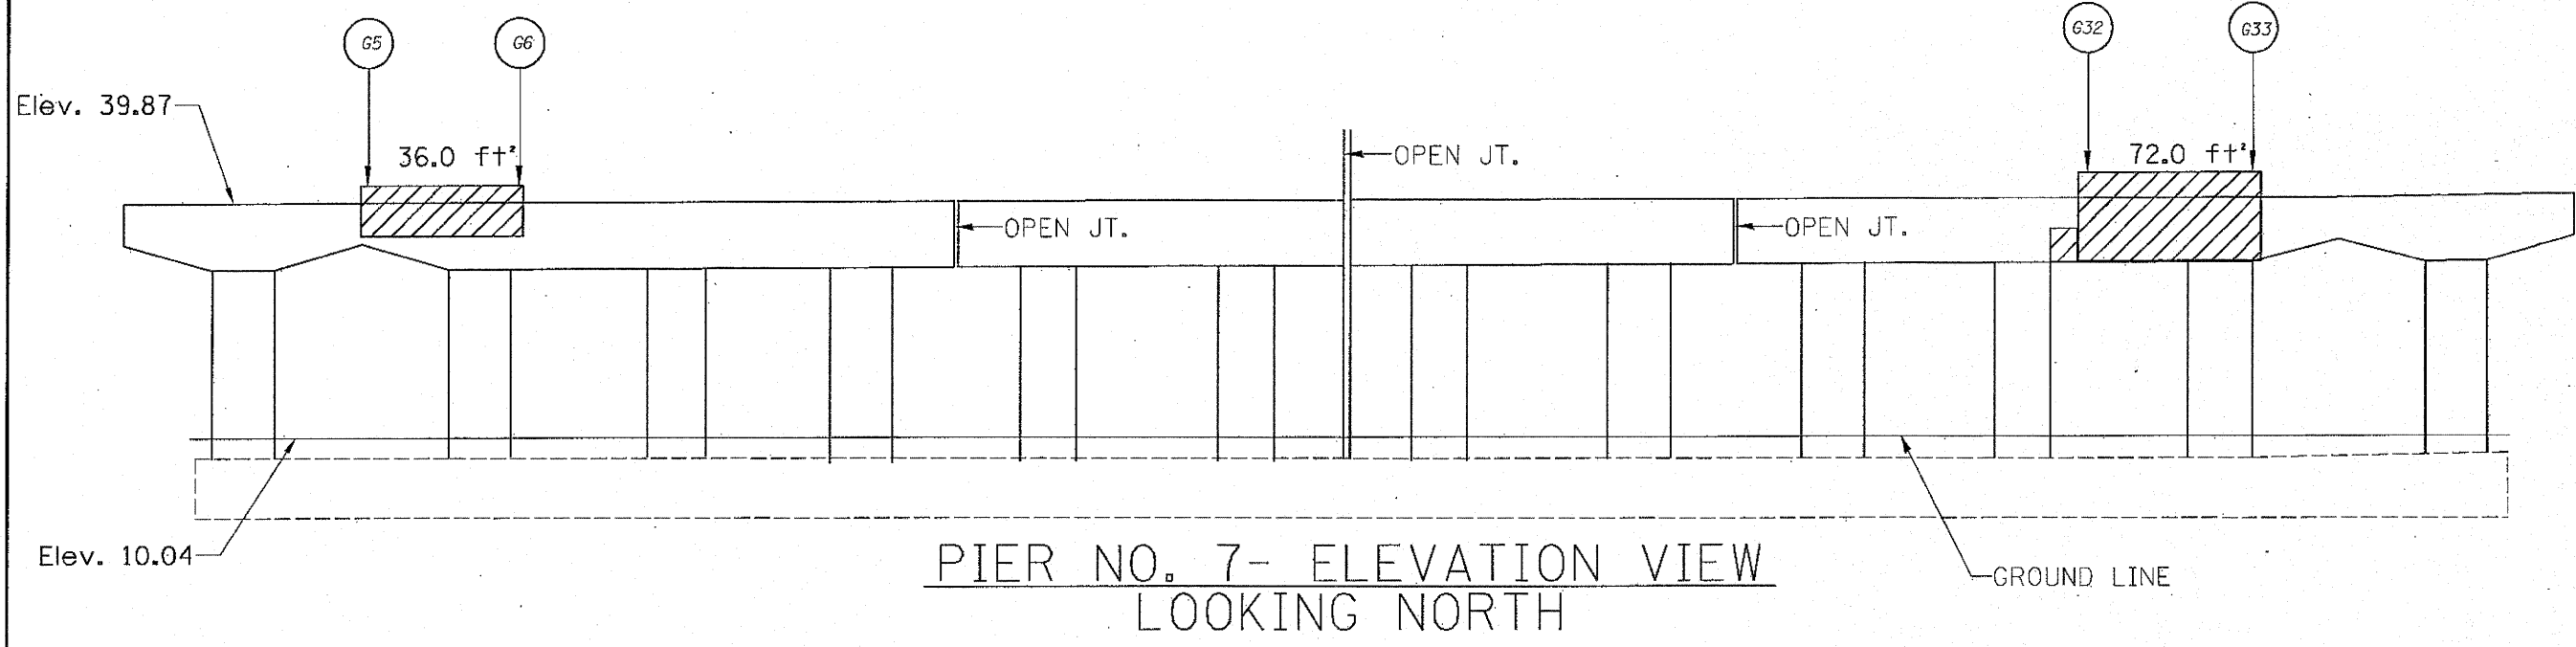 G5
G6
G32
G33
Elev. 39.87
36.0 ft²
OPEN JT.
72.0 ft²
OPEN JT.
OPEN JT.
Elev. 10.04
PIER NO. 7- ELEVATION VIEW
LOOKING NORTH
GROUND LINE